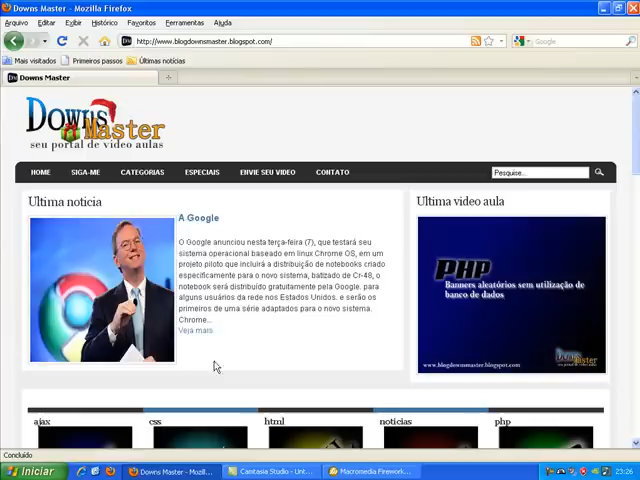 Downs Master - Mozilla Firefox
Arquivo Editar Exibir Histórico Favoritos Ferramentas Ajuda
http://www.blogdownsmaster.blogspot.com/
Google
Mais visitados Primeiros passos Últimas notícias
Downs Master
Downs Master
seu portal de video aulas
HOME SIGA-ME CATEGORIAS ESPECIAIS ENVIE SEU VIDEO CONTATO
Pesquise...
Ultima noticia
A Google
O Google anunciou nesta terça-feira (7), que testará seu
sistema operacional baseado em linux Chrome OS, em um
projeto piloto que incluirá a distribuição de notebooks criado
especificamente para o novo sistema, batizado de Cr-48, o
notebook será distribuído gratuitamente pela Google. para
alguns usuários da rede nos Estados Unidos. e serão os
primeiros de uma série adaptados para o novo sistema.
Chrome...
Veja mais
Ultima video aula
PHP
Banners aleatórios sem utilização de
banco de dados
www.blogdownsmaster.blogspot.com
Downs Master
ajax css html noticias php
Concluído
Iniciar
Downs Master - Mozill...
Camtasia Studio - Unt...
Macromedia Firework...
23:26